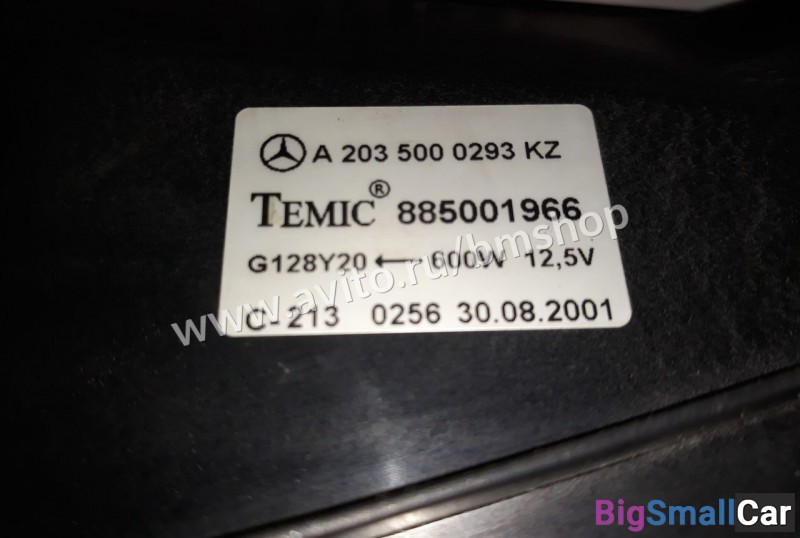 A 203 500 0293 KZ
TEMIC® 885001966
G128Y20 ⟵ 600W 12,5V
C-213 0256 30.08.2001
www.avito.ru/bmshop
BigSmallCar